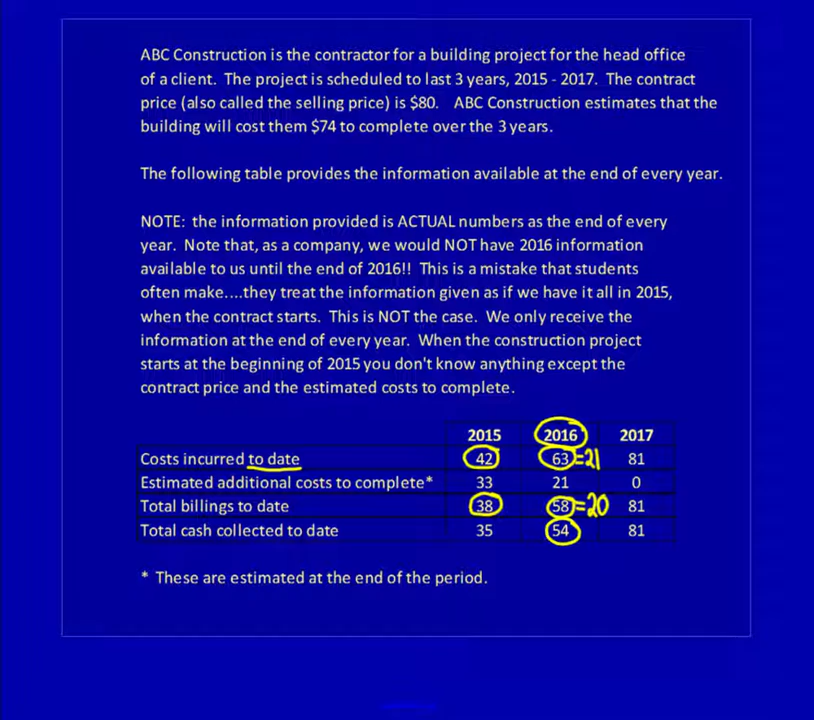 ABC Construction is the contractor for a building project for the head office
of a client. The project is scheduled to last 3 years, 2015 - 2017. The contract
price (also called the selling price) is $80. ABC Construction estimates that the
building will cost them $74 to complete over the 3 years.
The following table provides the information available at the end of every year.
NOTE: the information provided is ACTUAL numbers as the end of every
year. Note that, as a company, we would NOT have 2016 information
available to us until the end of 2016!! This is a mistake that students
often make....they treat the information given as if we have it all in 2015,
when the contract starts. This is NOT the case. We only receive the
information at the end of every year. When the construction project
starts at the beginning of 2015 you don't know anything except the
contract price and the estimated costs to complete.
2015 2016 2017
Costs incurred to date 42 63 =21 81
Estimated additional costs to complete* 33 21 0
Total billings to date 38 58 =20 81
Total cash collected to date 35 54 81
* These are estimated at the end of the period.